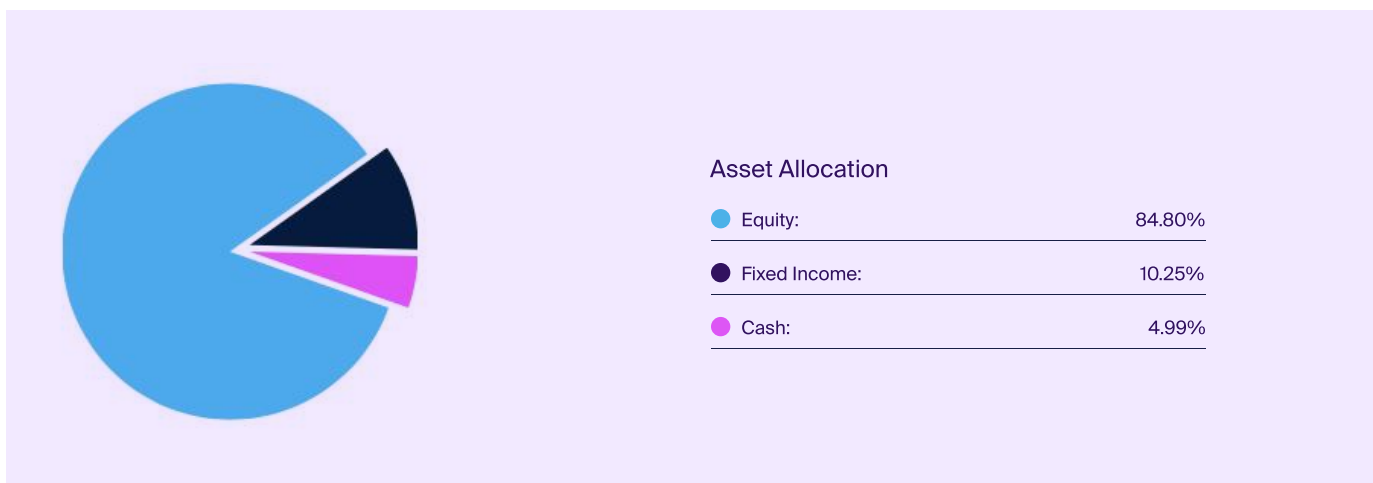 Asset Allocation
Equity: 84.80%
Fixed Income: 10.25%
Cash: 4.99%